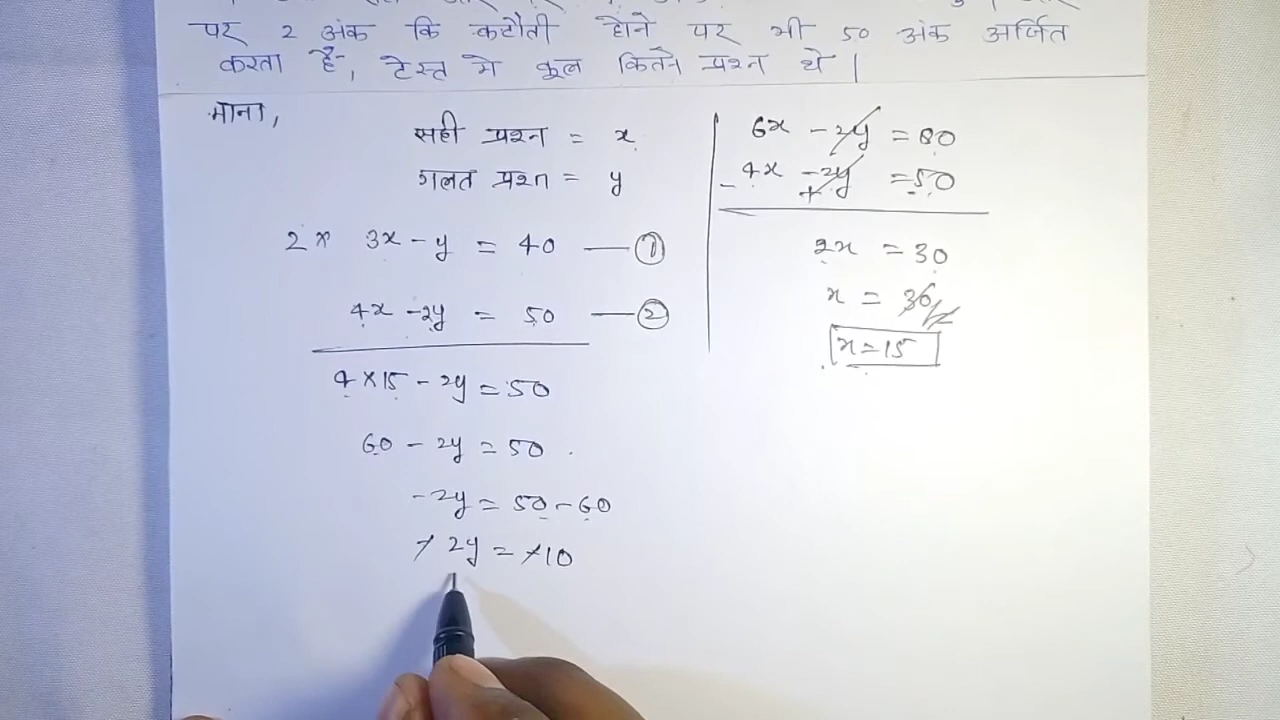 पर 2 अंक कि कटौती होने पर भी 50 अंक अर्जित
करता है, टेस्ट मे कुल कितने प्रश्न थे |
माना,
सही प्रश्न = x
गलत प्रश्न = y
2 × 3x - y = 40 — ①
4x - 2y = 50 — ②
4 × 15 - 2y = 50
60 - 2y = 50
- 2y = 50 - 60
- 2y = - 10
6x - 2y = 80
- 4x - 2y = 50
+
2x = 30
x = 30/2
x = 15